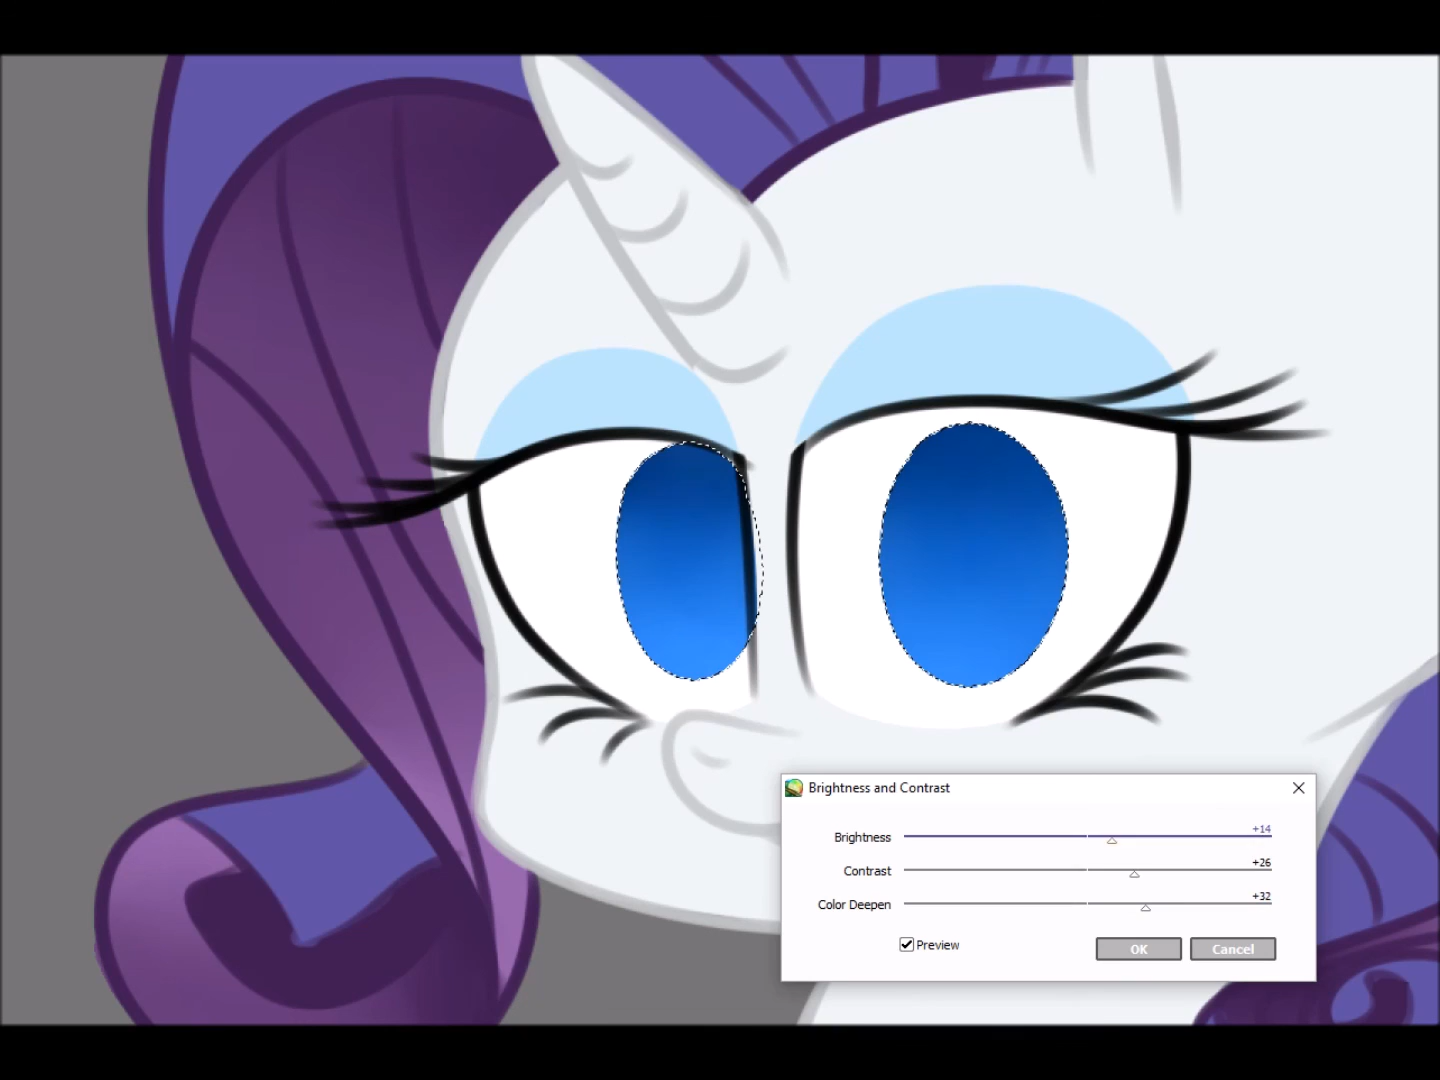 Brightness and Contrast
Brightness +14
Contrast +26
Color Deepen +32
Preview OK Cancel